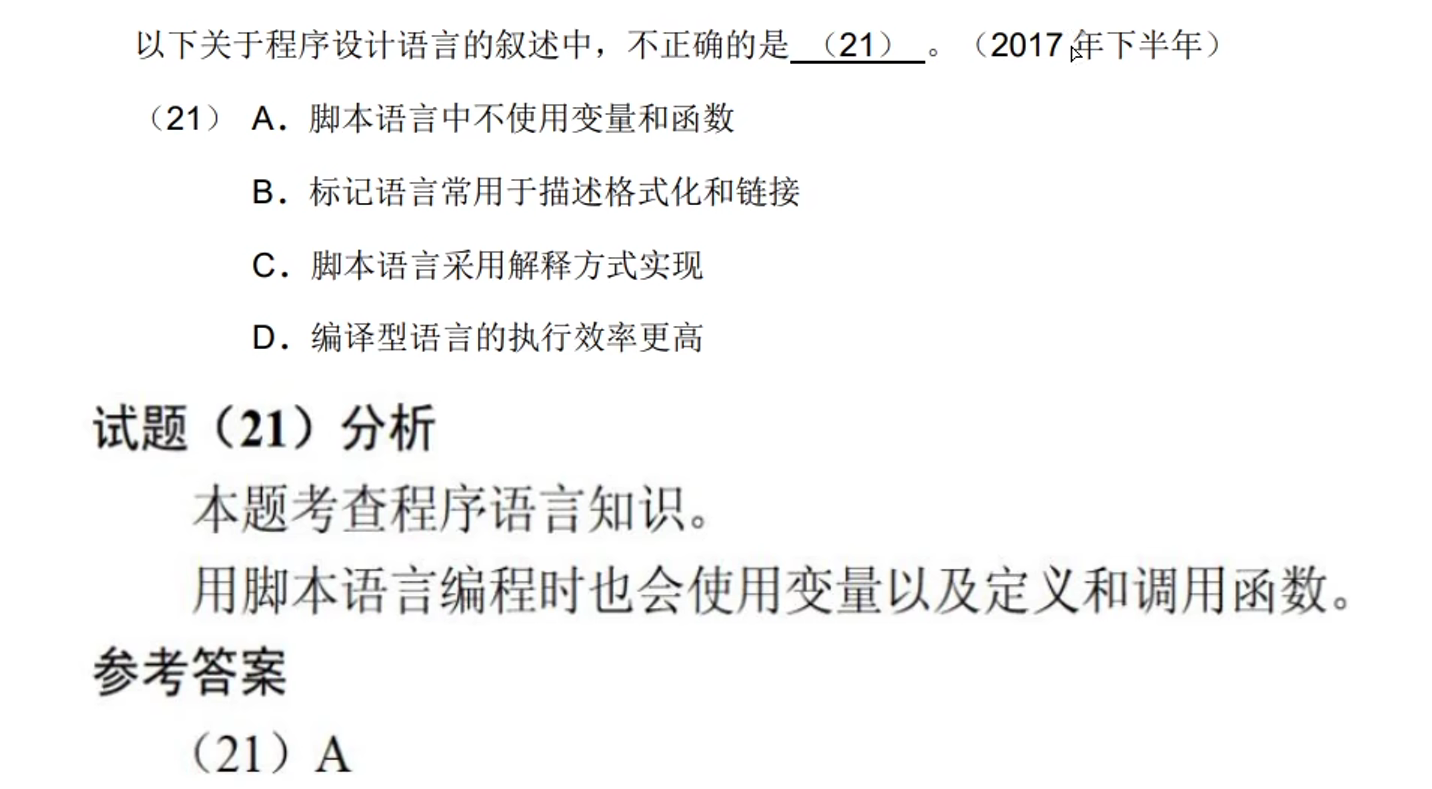 以下关于程序设计语言的叙述中，不正确的是 （21） 。（2017 年下半年）
（21） A．脚本语言中不使用变量和函数
B．标记语言常用于描述格式化和链接
C．脚本语言采用解释方式实现
D．编译型语言的执行效率更高
试题（21）分析
本题考查程序语言知识。
用脚本语言编程时也会使用变量以及定义和调用函数。
参考答案
（21）A